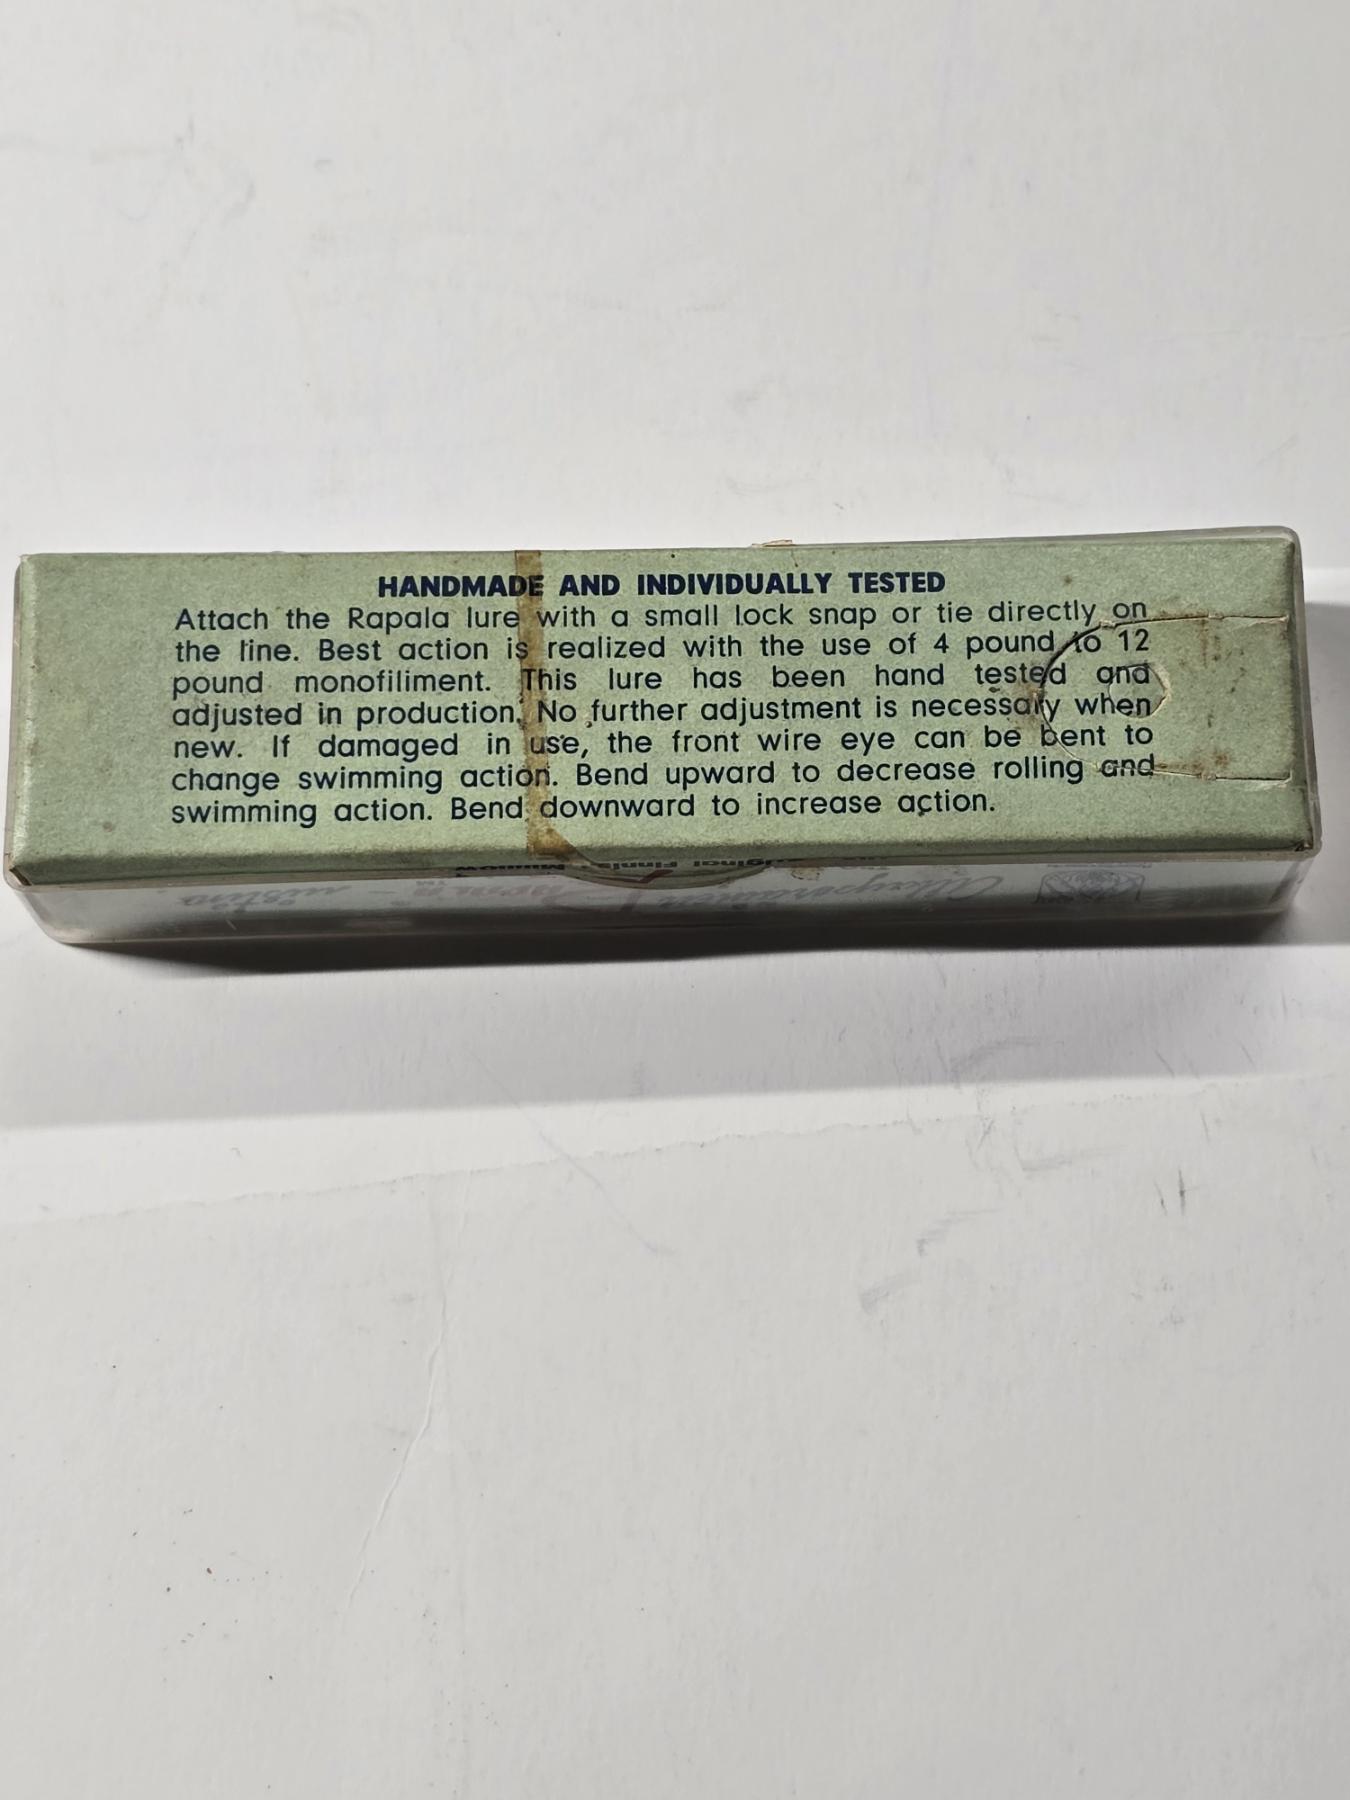 HANDMADE AND INDIVIDUALLY TESTED
Attach the Rapala lure with a small lock snap or tie directly on
the line. Best action is realized with the use of 4 pound to 12
pound monofiliment. This lure has been hand tested and
adjusted in production. No further adjustment is necessary when
new. If damaged in use, the front wire eye can be bent to
change swimming action. Bend upward to decrease rolling and
swimming action. Bend downward to increase action.
Original Finnish Minnow
Alkuperäinen